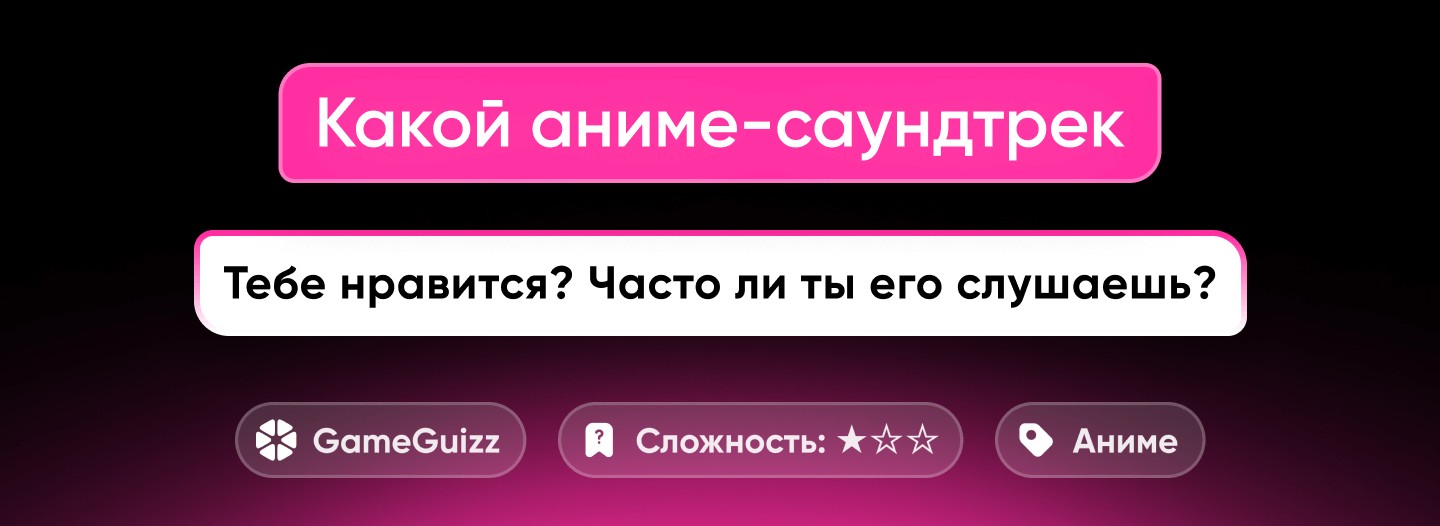 Какой аниме-саундтрек
Тебе нравится? Часто ли ты его слушаешь?
GameGuizz
Сложность: ★☆☆
Аниме